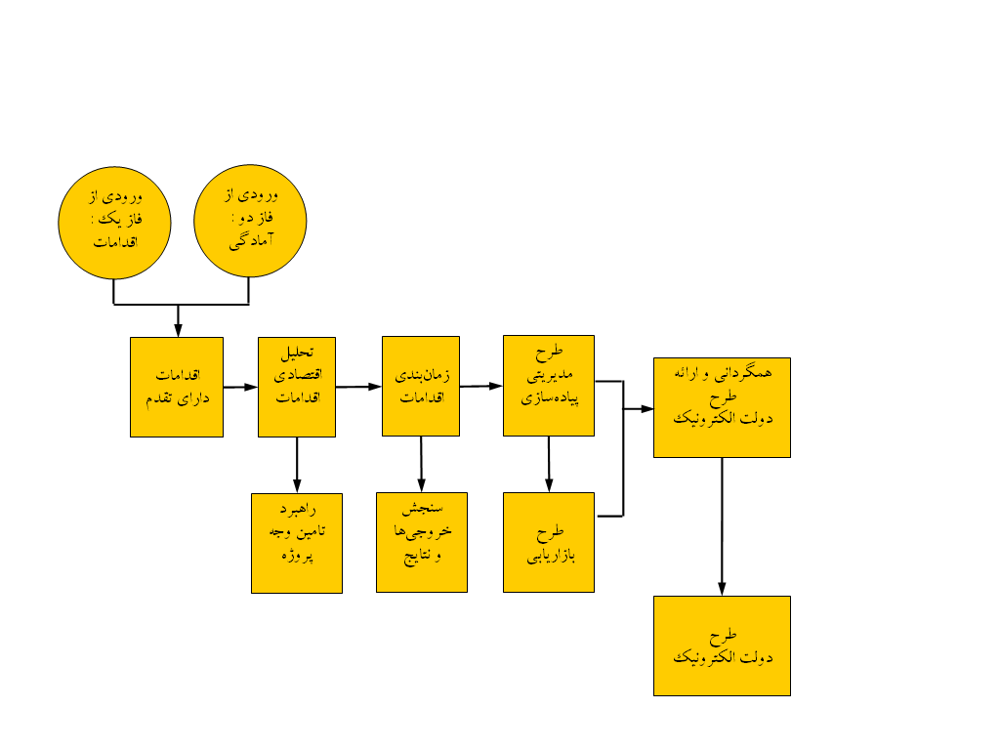 ورودی از
فاز یک :
اقدامات
ورودی از
فاز دو :
آمادگی
اقدامات
دارای تقدم
تحلیل
اقتصادی
اقدامات
زمان‌بندی
اقدامات
طرح
مدیریتی
پیاده‌سازی
همگردانی و ارائه
طرح
دولت الکترونیک
راهبرد
تامین وجه
پروژه
سنجش
خروجی‌ها
و نتایج
طرح
بازاریابی
طرح
دولت الکترونیک